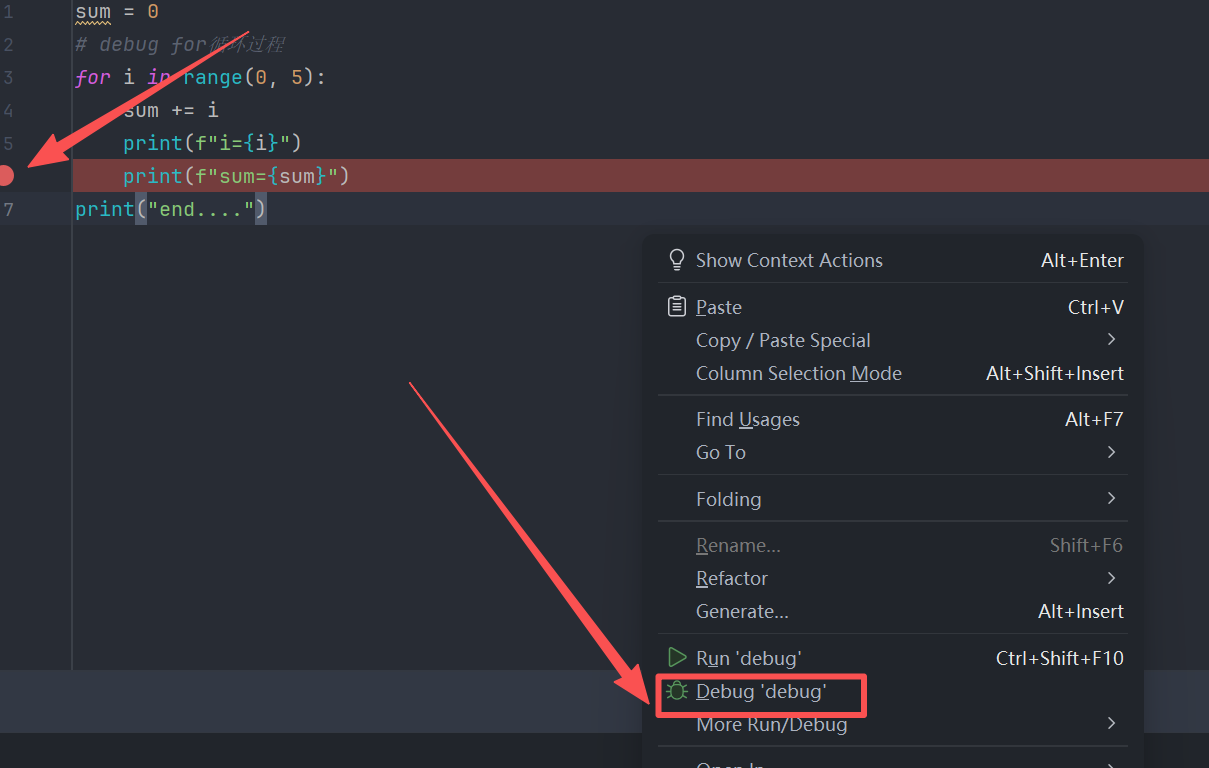 1 sum = 0
2 # debug for循环过程
3 for i in range(0, 5):
4 sum += i
5 print(f"i={i}")
print(f"sum={sum}")
7 print("end....")
Show Context Actions Alt+Enter
Paste Ctrl+V
Copy / Paste Special
Column Selection Mode Alt+Shift+Insert
Find Usages Alt+F7
Go To
Folding
Rename... Shift+F6
Refactor
Generate... Alt+Insert
Run 'debug' Ctrl+Shift+F10
Debug 'debug'
More Run/Debug
Open In